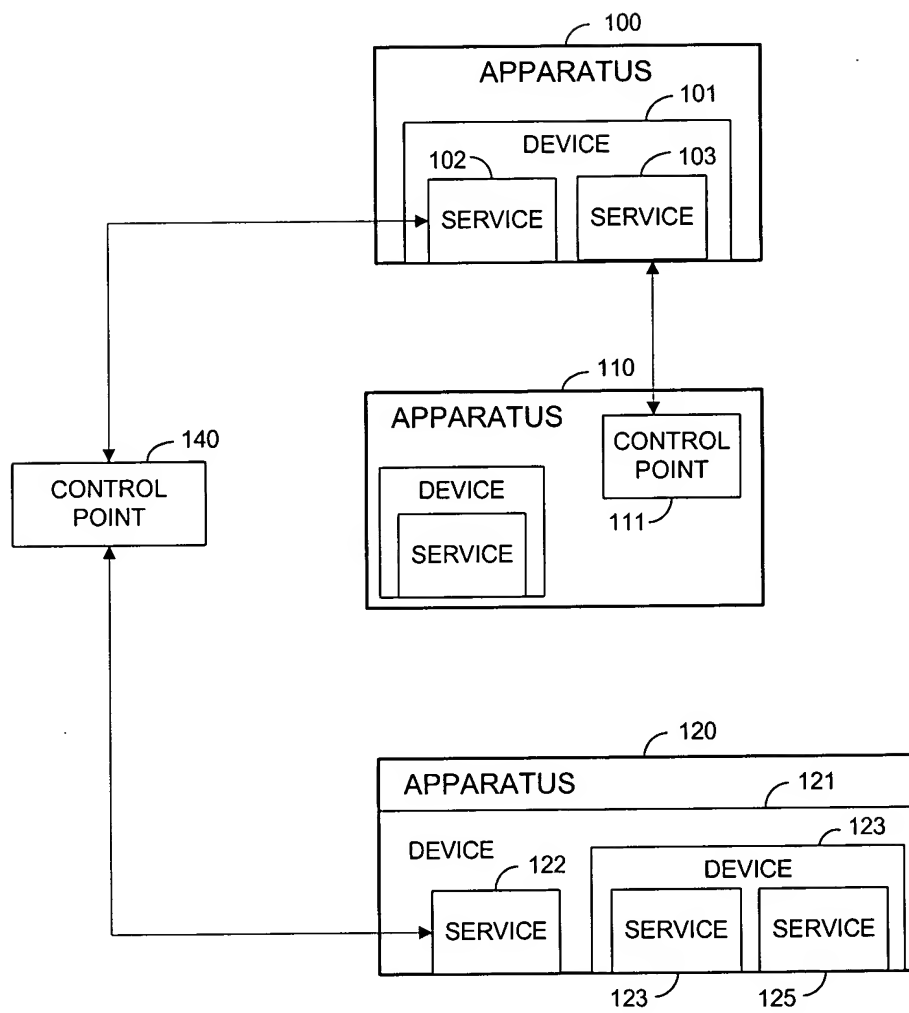 100
APPARATUS
101
DEVICE
102
103
SERVICE
SERVICE
110
APPARATUS
140
CONTROL
POINT
CONTROL
POINT
DEVICE
111
SERVICE
120
APPARATUS
121
123
DEVICE
DEVICE
122
SERVICE
SERVICE
SERVICE
123
125